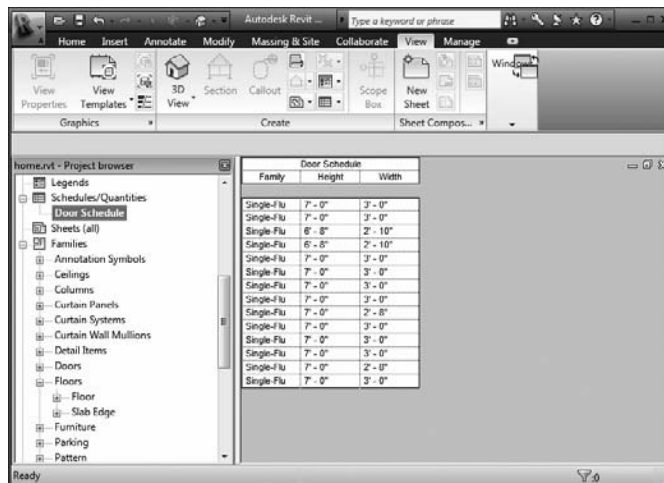 Autodesk Revit ...
Type a keyword or phrase
Home Insert Annotate Modify Massing & Site Collaborate View Manage
View Properties
View Templates
3D View
Section
Callout
Scope Box
New Sheet
Windows
Graphics
Create
Sheet Compos...
home.rvt - Project browser
Legends
Schedules/Quantities
Door Schedule
Sheets (all)
Families
Annotation Symbols
Ceilings
Columns
Curtain Panels
Curtain Systems
Curtain Wall Mullions
Detail Items
Doors
Floors
Floor
Slab Edge
Furniture
Parking
Pattern
Door Schedule
Family Height Width
Single-Flu 7' - 0" 3' - 0"
Single-Flu 7' - 0" 3' - 0"
Single-Flu 6' - 8" 2' - 10"
Single-Flu 6' - 8" 2' - 10"
Single-Flu 7' - 0" 3' - 0"
Single-Flu 7' - 0" 3' - 0"
Single-Flu 7' - 0" 3' - 0"
Single-Flu 7' - 0" 3' - 0"
Single-Flu 7' - 0" 2' - 8"
Single-Flu 7' - 0" 3' - 0"
Single-Flu 7' - 0" 3' - 0"
Single-Flu 7' - 0" 3' - 0"
Single-Flu 7' - 0"
Single-Flu 7' - 0" 3' - 0"
Ready
:0